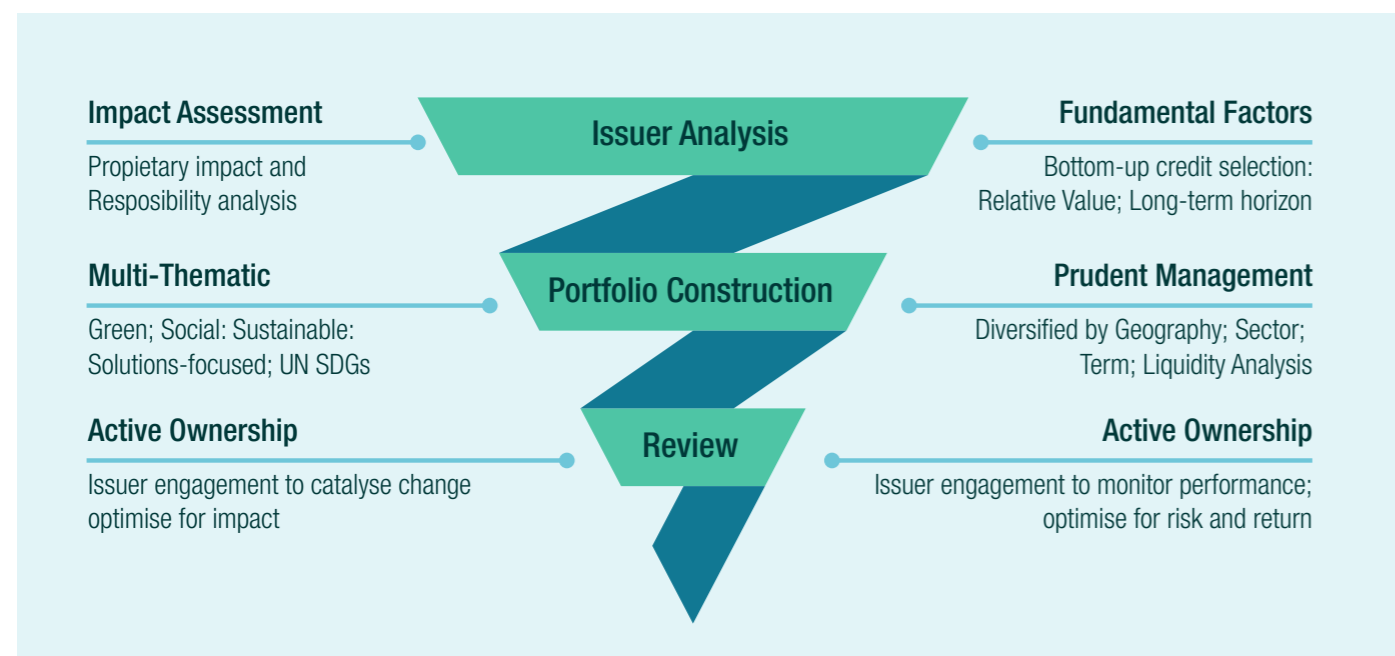 Impact Assessment
Propietary impact and
Resposibility analysis
Issuer Analysis
Fundamental Factors
Bottom-up credit selection:
Relative Value; Long-term horizon
Multi-Thematic
Green; Social: Sustainable:
Solutions-focused; UN SDGs
Portfolio Construction
Prudent Management
Diversified by Geography; Sector;
Term; Liquidity Analysis
Active Ownership
Issuer engagement to catalyse change
optimise for impact
Review
Active Ownership
Issuer engagement to monitor performance;
optimise for risk and return